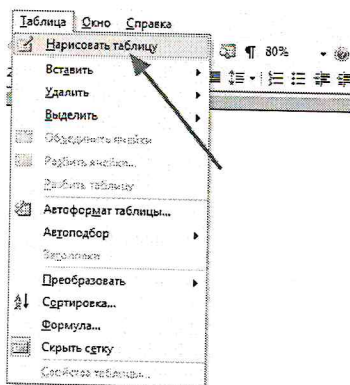 Таблица Окно Справка
Нарисовать таблицу
¶ 80%
Вставить
Удалить
Выделить
Объединить ячейки
Разбить ячейки...
Разбить таблицу
Автоформат таблицы...
Автоподбор
Заголовки
Преобразовать
Сортировка...
Формула...
Скрыть сетку
Свойства таблицы...